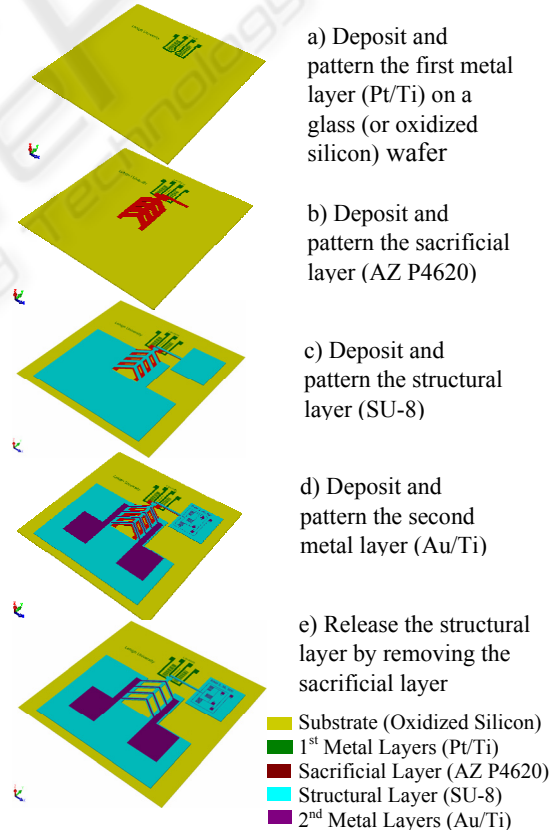 a) Deposit and
pattern the first metal
layer (Pt/Ti) on a
glass (or oxidized
silicon) wafer
b) Deposit and
pattern the sacrificial
layer (AZ P4620)
c) Deposit and
pattern the structural
layer (SU-8)
d) Deposit and
pattern the second
metal layer (Au/Ti)
e) Release the structural
layer by removing the
sacrificial layer
Substrate (Oxidized Silicon)
1st Metal Layers (Pt/Ti)
Sacrificial Layer (AZ P4620)
Structural Layer (SU-8)
2nd Metal Layers (Au/Ti)